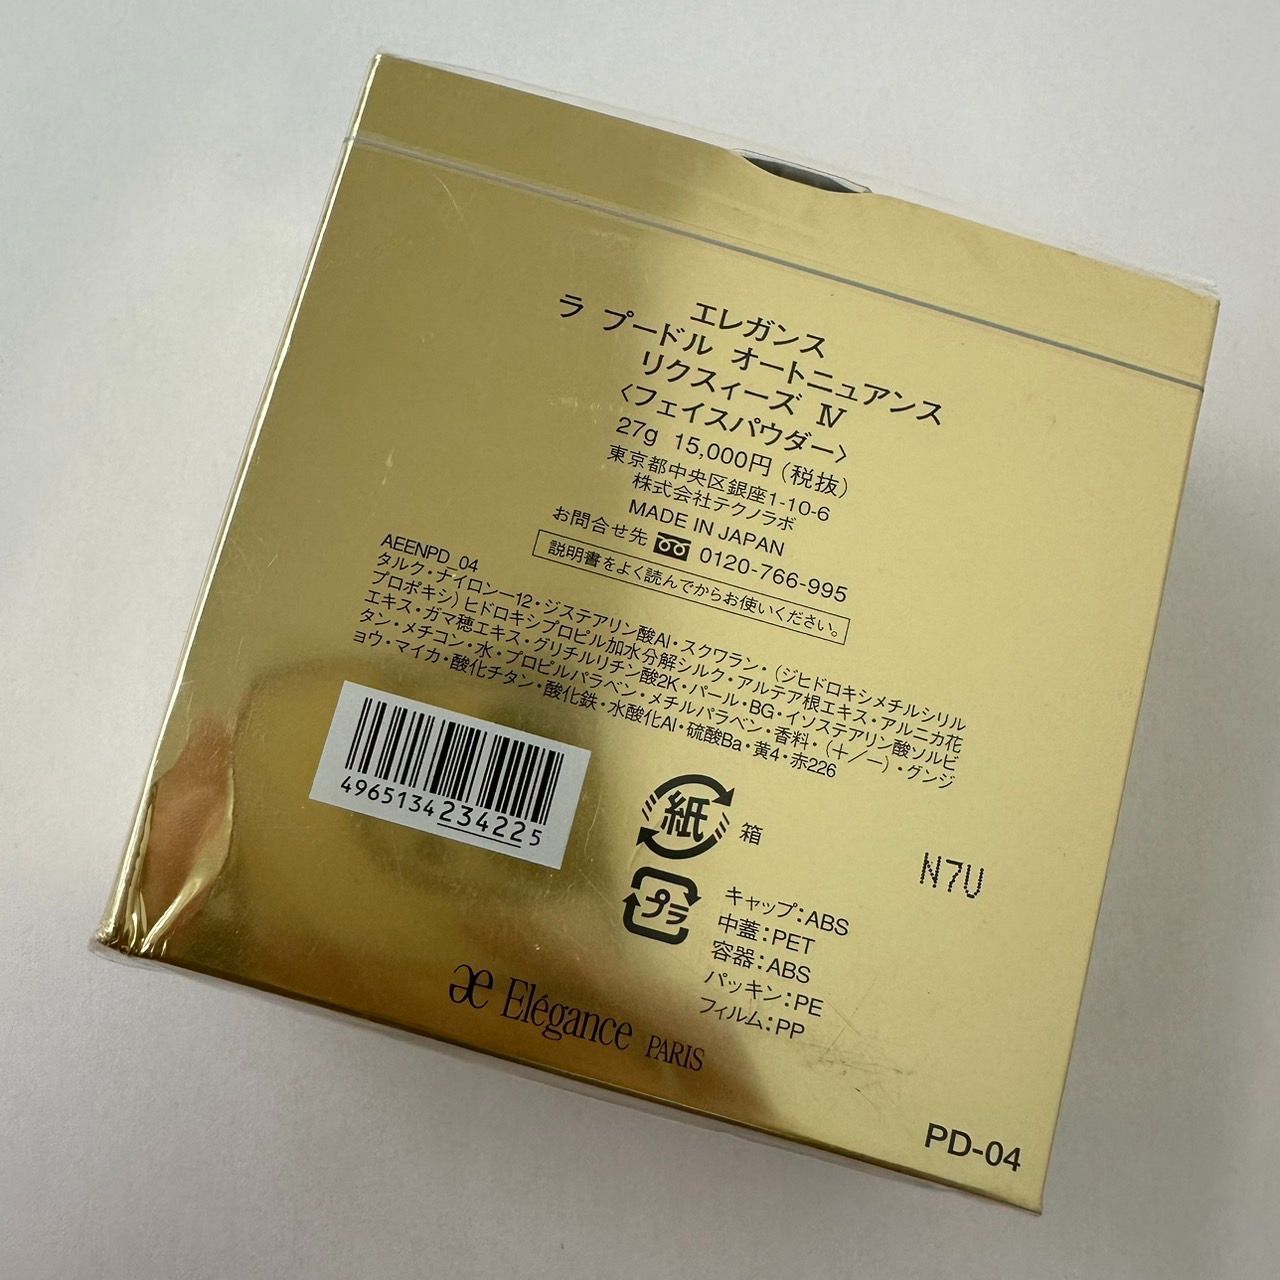 エレガンス
ラ プードル オートニュアンス
リクスィーズ Ⅳ
〈フェイスパウダー〉
27g 15,000円（税抜）
東京都中央区銀座1-10-6
株式会社テクノラボ
MADE IN JAPAN
お問合せ先 0120-766-995
説明書をよく読んでからお使いください。
AEENPD_04
タルク・ナイロン―12・ジステアリン酸Al・スクワラン・（ジヒドロキシメチルシリル
プロポキシ）ヒドロキシプロピル加水分解シルク・アルテア根エキス・アルニカ花
エキス・ガマ穂エキス・グリチルリチン酸2K・パール・BG・イソステアリン酸ソルビ
タン・メチコン・水・プロピルパラベン・メチルパラベン・香料・（＋／－）・グンジ
ョウ・マイカ・酸化チタン・酸化鉄・水酸化Al・硫酸Ba・黄4・赤226
4965134234225
紙 箱
プラ
キャップ：ABS
中蓋：PET
容器：ABS
パッキン：PE
フィルム：PP
N7U
æ Elégance PARIS
PD-04